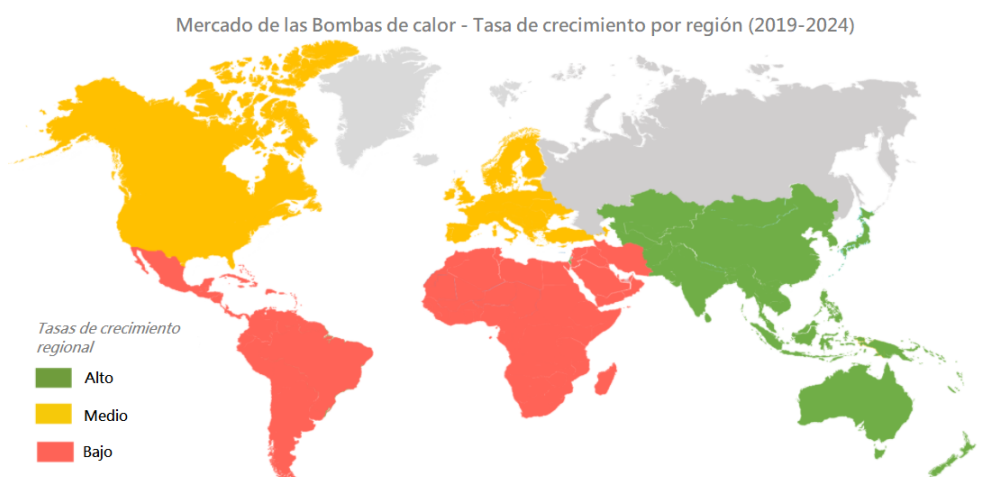 Mercado de las Bombas de calor - Tasa de crecimiento por región (2019-2024)
Tasas de crecimiento
regional
Alto
Medio
Bajo